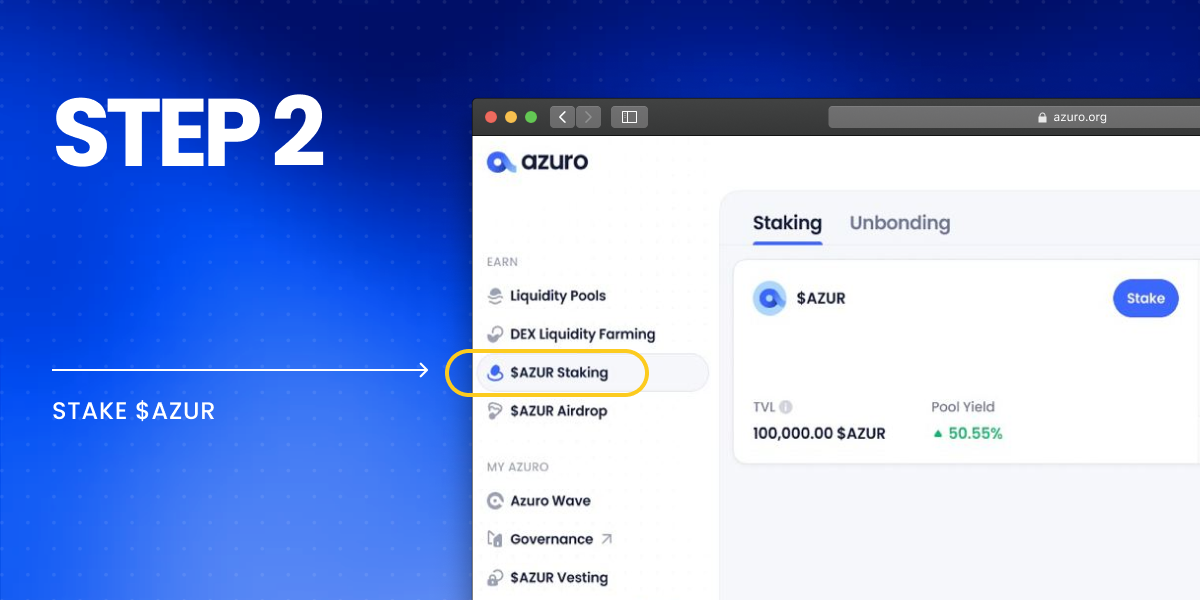 STEP 2
STAKE $AZUR
azuro.org
azuro
EARN
Liquidity Pools
DEX Liquidity Farming
$AZUR Staking
$AZUR Airdrop
MY AZURO
Azuro Wave
Governance
$AZUR Vesting
Staking Unbonding
$AZUR Stake
TVL Pool Yield
100,000.00 $AZUR 50.55%